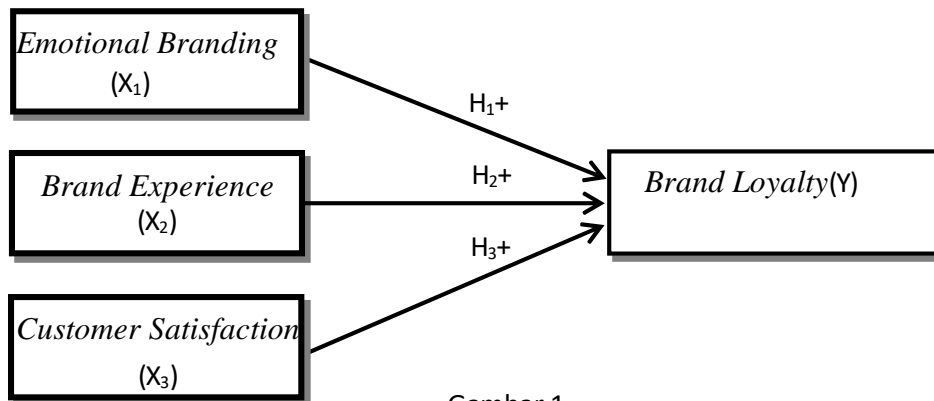 Emotional Branding
(X₁)
H₁+
Brand Experience
(X₂)
H₂+
Brand Loyalty(Y)
H₃+
Customer Satisfaction
(X₃)
Gambar 1